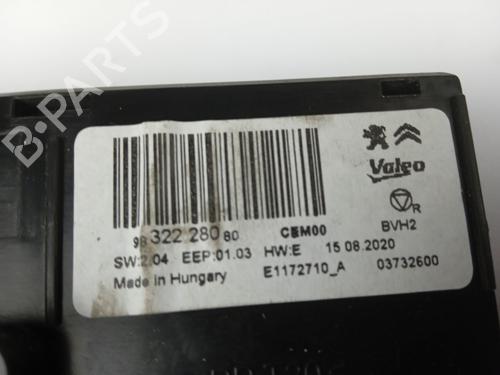 B-PARTS
Valeo
R
98 322 280 80 CEM00 BVH2
SW:2.04 EEP:01.03 HW:E 15 08.2020
Made in Hungary E1172710_A 03732600